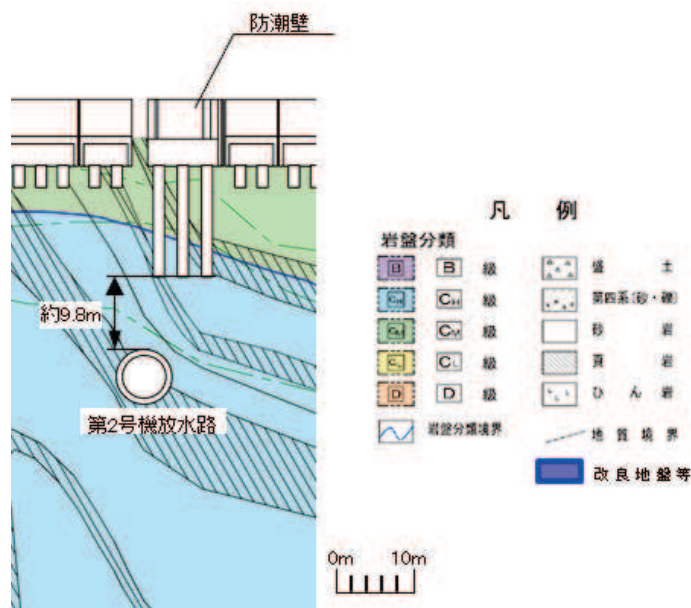 防潮壁
約9.8m
第2号機放水路
凡 例
岩盤分類
B B 級
CH CH 級
CM CM 級
CL CL 級
D D 級
岩盤分類境界
盛 土
第四系(砂・礫)
砂 岩
頁 岩
ひ ん 岩
地 質 境 界
改良地盤等
0m 10m